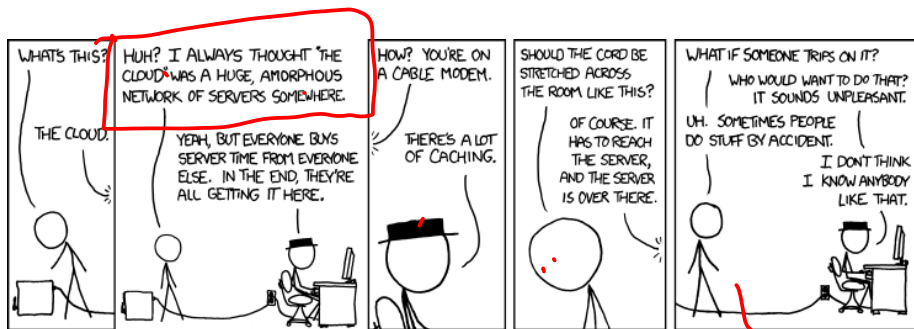 WHAT'S THIS?
THE CLOUD.
HUH? I ALWAYS THOUGHT "THE
CLOUD" WAS A HUGE, AMORPHOUS
NETWORK OF SERVERS SOMEWHERE.
YEAH, BUT EVERYONE BUYS
SERVER TIME FROM EVERYONE
ELSE. IN THE END, THEY'RE
ALL GETTING IT HERE.
HOW? YOU'RE ON
A CABLE MODEM.
THERE'S A LOT
OF CACHING.
SHOULD THE CORD BE
STRETCHED ACROSS
THE ROOM LIKE THIS?
OF COURSE. IT
HAS TO REACH
THE SERVER,
AND THE SERVER
IS OVER THERE.
WHAT IF SOMEONE TRIPS ON IT?
WHO WOULD WANT TO DO THAT?
IT SOUNDS UNPLEASANT.
UH. SOMETIMES PEOPLE
DO STUFF BY ACCIDENT.
I DON'T THINK
I KNOW ANYBODY
LIKE THAT.